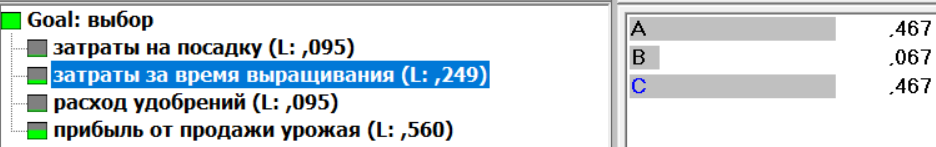 Goal: выбор
затраты на посадку (L: ,095)
затраты за время выращивания (L: ,249)
расход удобрений (L: ,095)
прибыль от продажи урожая (L: ,560)
A ,467
B ,067
C ,467